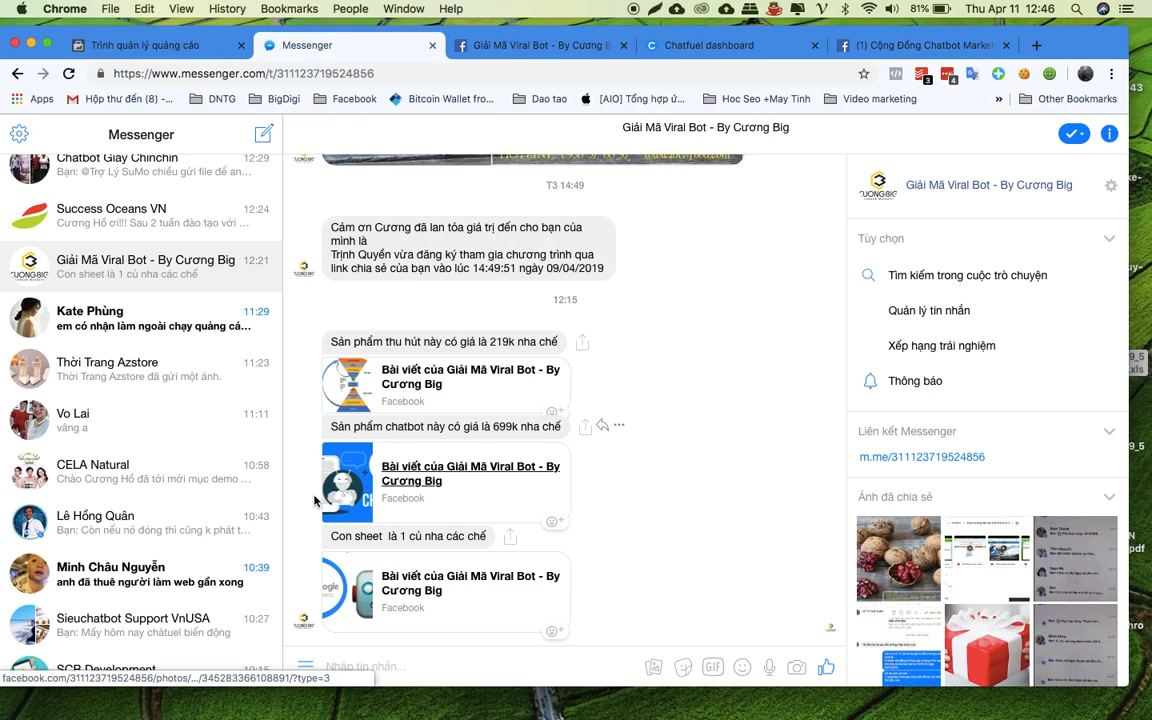 Chrome File Edit View History Bookmarks People Window Help 81% Thu Apr 11 12:46
Trình quản lý quảng cáo
Messenger
Giải Mã Viral Bot - By Cương B
Chatfuel dashboard
(1) Cộng Đồng Chatbot Market
https://www.messenger.com/t/311123719524856
3
4
Apps
Hộp thư đến (8) -...
DNTG
BigDigi
Facebook
Bitcoin Wallet fro...
Dao tao
[AIO] Tổng hợp ứ...
Hoc Seo +May Tinh
Video marketing
»
Other Bookmarks
Messenger
Chatbot Giày Chinchin 12:29
Bạn: @Trợ Lý SuMo chiều gửi file để an...
Success Oceans VN 12:24
Cương Hồ ơi!!! Sau 2 tuần đào tạo với ...
Giải Mã Viral Bot - By Cương Big 12:21
Con sheet là 1 củ nha các chế
Kate Phùng 11:29
em có nhận làm ngoài chạy quảng cá...
Thời Trang Azstore 11:23
Thời Trang Azstore đã gửi một ảnh.
Vo Lai 11:11
vâng a
CELA Natural 10:58
Chào Cương Hồ đã tới mới mục demo ...
Lê Hồng Quân 10:43
Bạn: Còn nếu nó đóng thì cũng k phát t...
Minh Châu Nguyễn 10:39
anh đã thuê người làm web gần xong
Sieuchatbot Support VnUSA 10:27
Bạn: Mấy hôm nay chàtuel biến động
SCB Development 10:15
facebook.com/311123719524856/photos/.../345283366108891/?type=3
Giải Mã Viral Bot - By Cương Big
T3 14:49
Cảm ơn Cương đã lan tỏa giá trị đến cho bạn của
mình là
Trịnh Quyền vừa đăng ký tham gia chương trình qua
link chia sẻ của bạn vào lúc 14:49:51 ngày 09/04/2019
12:15
Sản phẩm thu hút này có giá là 219k nha chế
Bài viết của Giải Mã Viral Bot - By
Cương Big
Facebook
Sản phẩm chatbot này có giá là 699k nha chế
Bài viết của Giải Mã Viral Bot - By
Cương Big
Facebook
Con sheet là 1 củ nha các chế
Bài viết của Giải Mã Viral Bot - By
Cương Big
Facebook
Nhập tin nhắn...
GIF
Giải Mã Viral Bot - By Cương Big
Tùy chọn
Tìm kiếm trong cuộc trò chuyện
Quản lý tin nhắn
Xếp hạng trải nghiệm
Thông báo
Liên kết Messenger
m.me/311123719524856
Ảnh đã chia sẻ